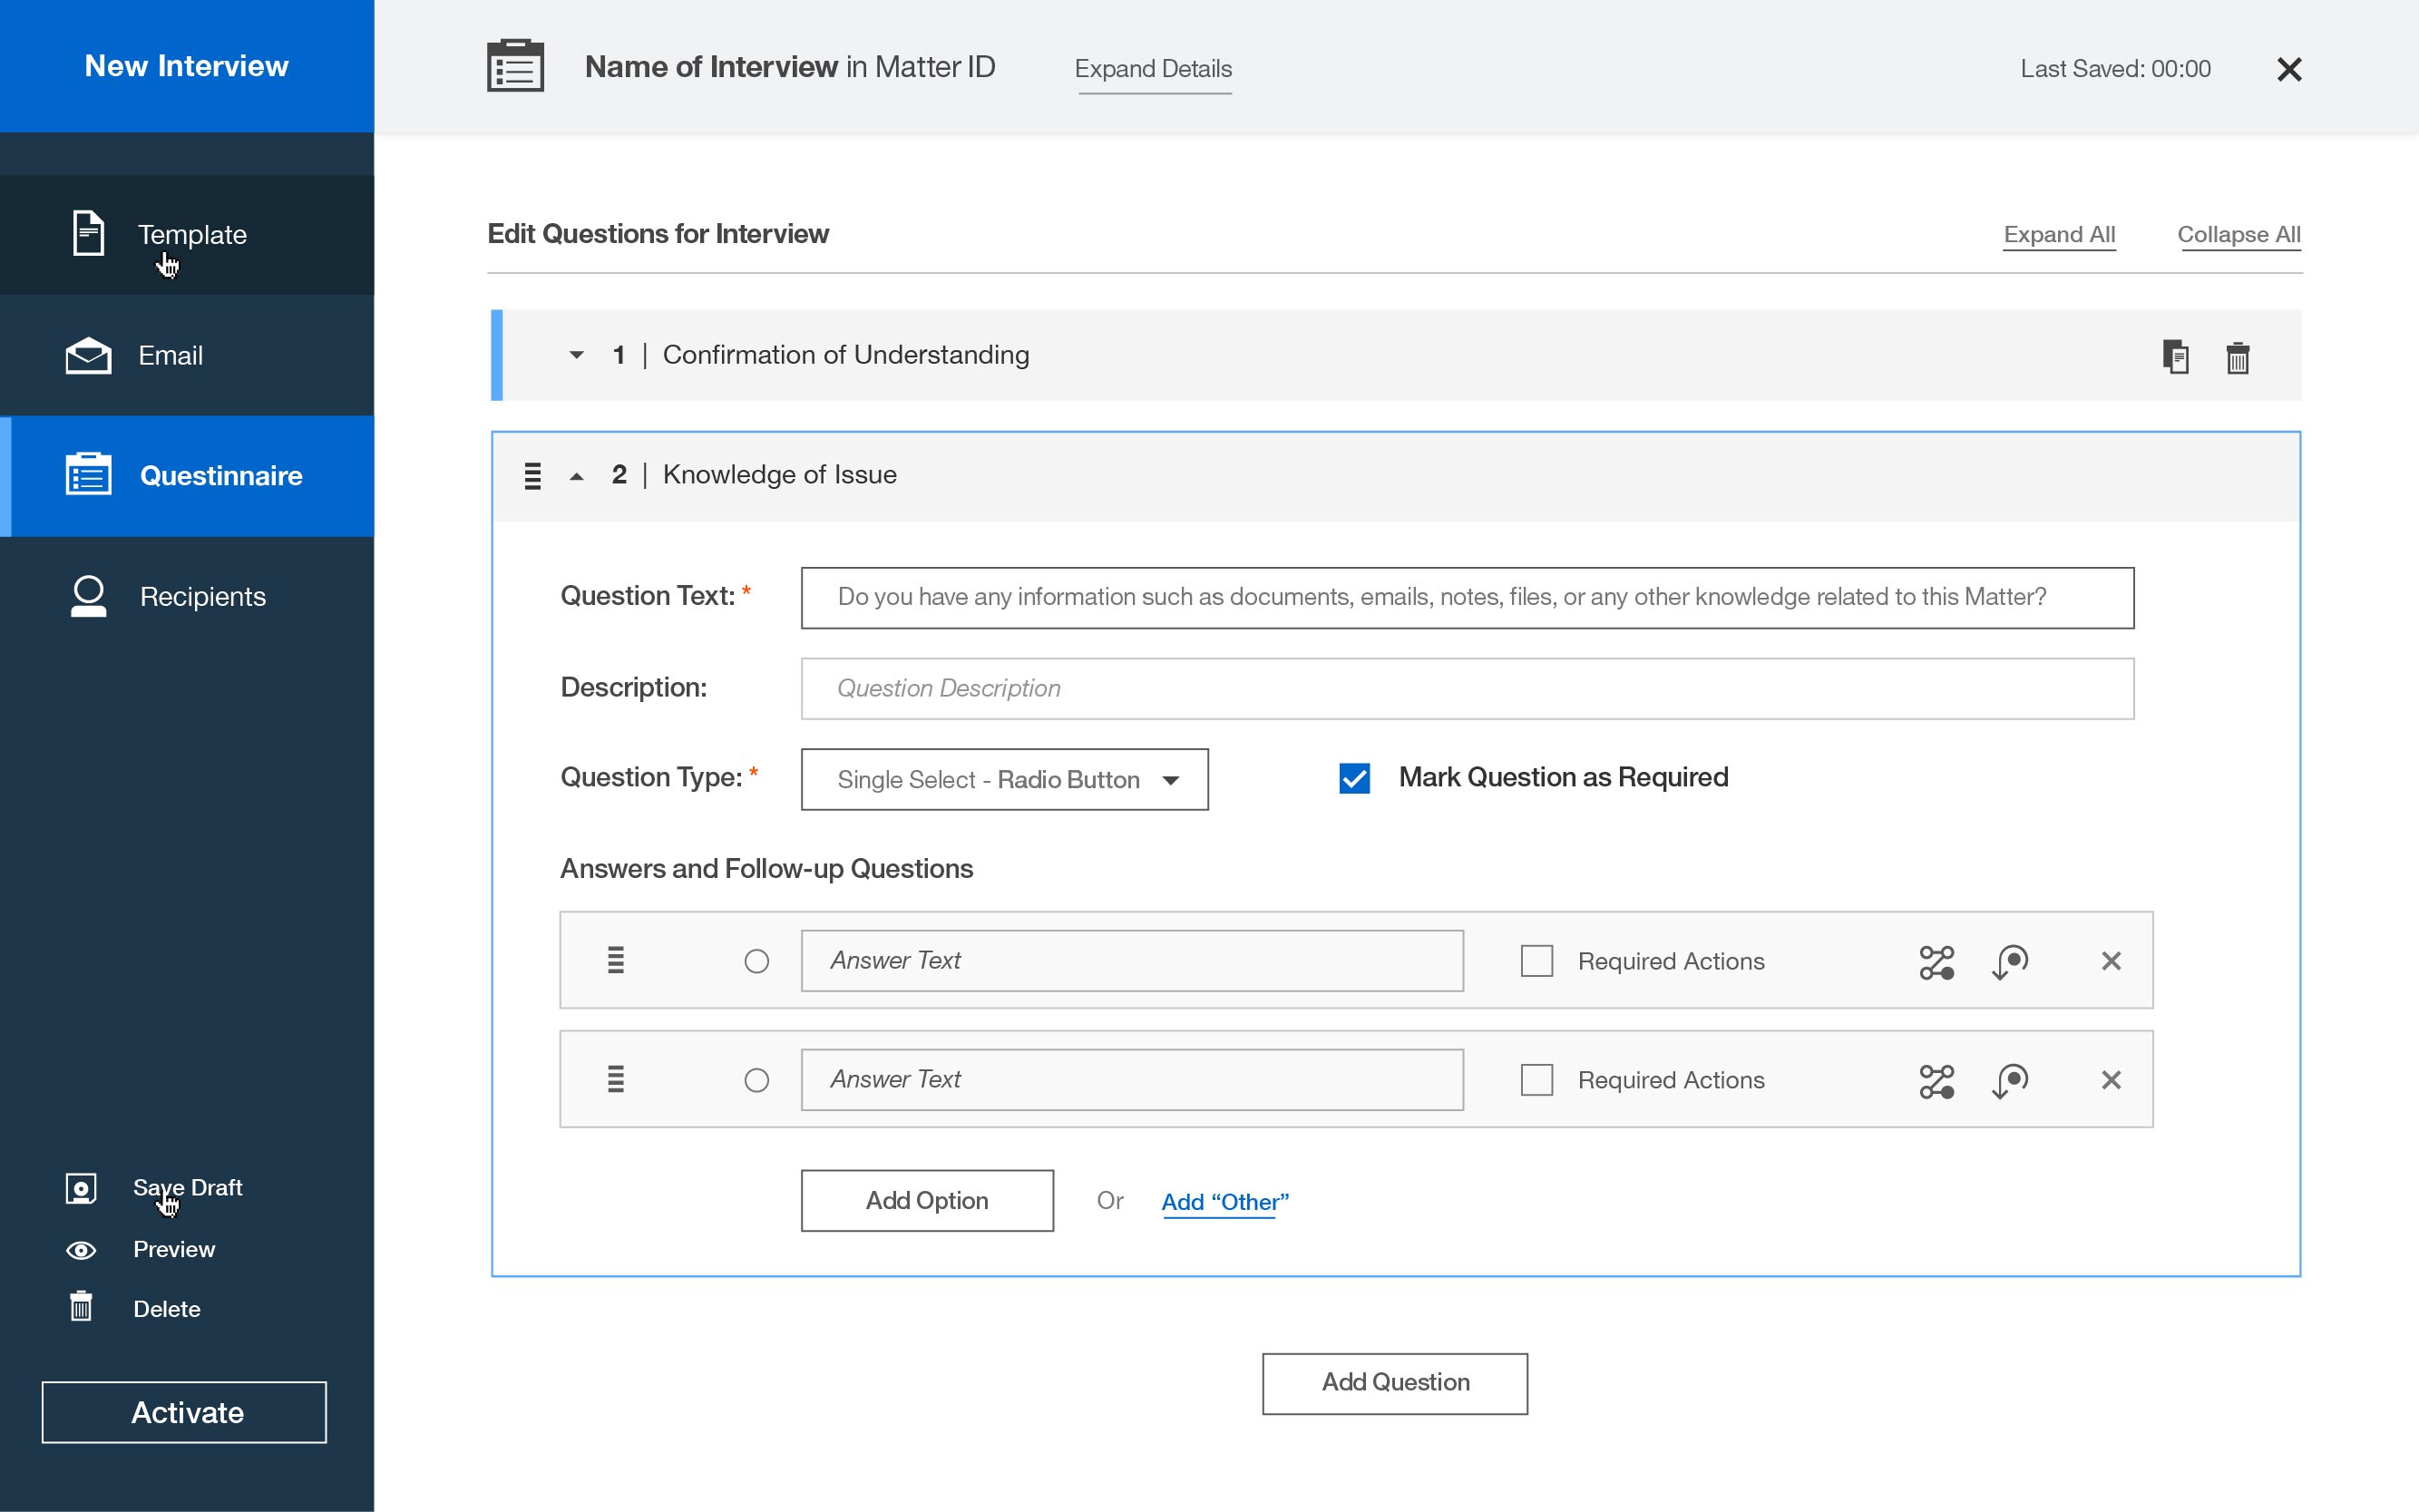 New Interview
Name of Interview in Matter ID
Expand Details
Last Saved: 00:00
Template
Email
Questinnaire
Recipients
Save Draft
Preview
Delete
Activate
Edit Questions for Interview
Expand All
Collapse All
1 | Confirmation of Understanding
2 | Knowledge of Issue
Question Text: *
Do you have any information such as documents, emails, notes, files, or any other knowledge related to this Matter?
Description:
Question Description
Question Type: *
Single Select - Radio Button
Mark Question as Required
Answers and Follow-up Questions
Answer Text
Required Actions
Answer Text
Required Actions
Add Option
Or
Add “Other”
Add Question